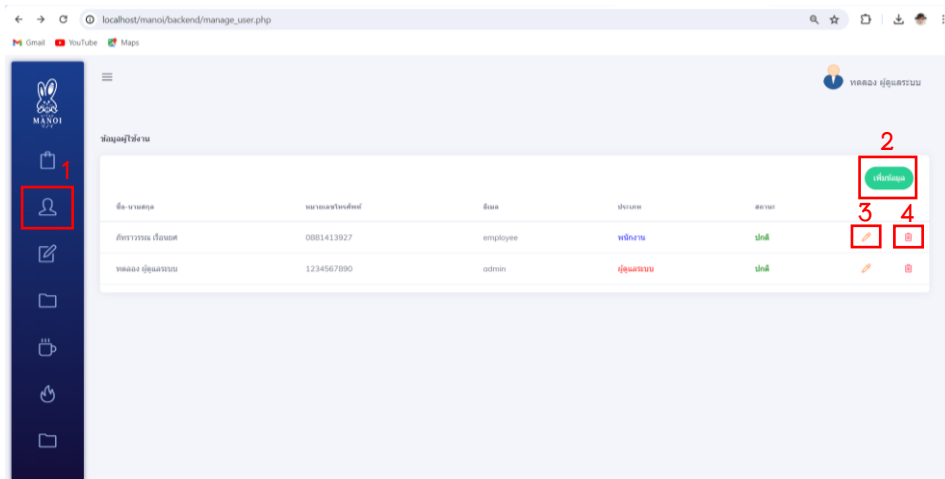 localhost/manoi/backend/manage_user.php
Gmail YouTube Maps
MANOI
ทดลอง ผู้ดูแลระบบ
ข้อมูลผู้ใช้งาน
1
2
เพิ่มข้อมูล
ชื่อ-นามสกุล หมายเลขโทรศัพท์ อีเมล ประเภท สถานะ
3 4
ภัทราวรรณ เรือนยศ 0881413927 employee พนักงาน ปกติ
ทดลอง ผู้ดูแลระบบ 1234567890 admin ผู้ดูแลระบบ ปกติ